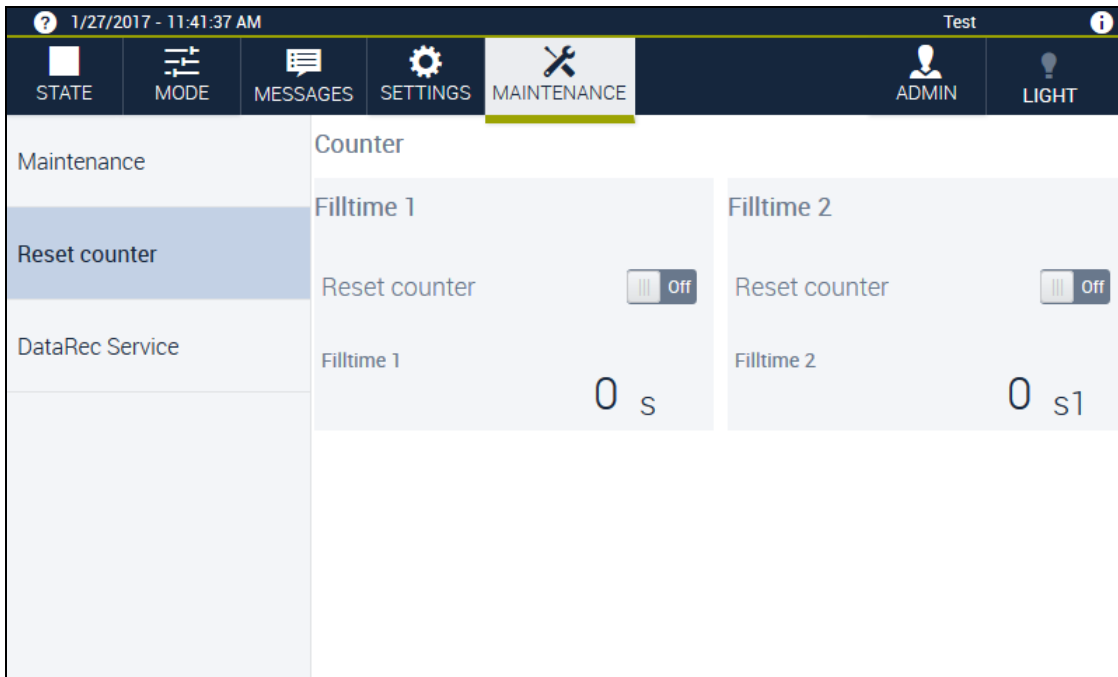 ? 1/27/2017 - 11:41:37 AM Test i
STATE MODE MESSAGES SETTINGS MAINTENANCE ADMIN LIGHT
Maintenance
Reset counter
DataRec Service
Counter
Filltime 1
Reset counter Off
Filltime 1
0 s
Filltime 2
Reset counter Off
Filltime 2
0 s1